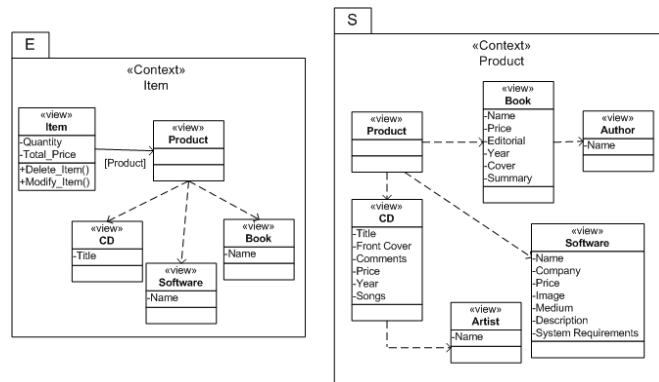 E
«Context»
Item
«view»
Item
-Quantity
-Total_Price
+Delete_Item()
+Modify_Item()
[Product]
«view»
Product
«view»
CD
-Title
«view»
Software
-Name
«view»
Book
-Name
S
«Context»
Product
«view»
Product
«view»
Book
-Name
-Price
-Editorial
-Year
-Cover
-Summary
«view»
Author
-Name
«view»
CD
-Title
-Front Cover
-Comments
-Price
-Year
-Songs
«view»
Artist
-Name
«view»
Software
-Name
-Company
-Price
-Image
-Medium
-Description
-System Requirements